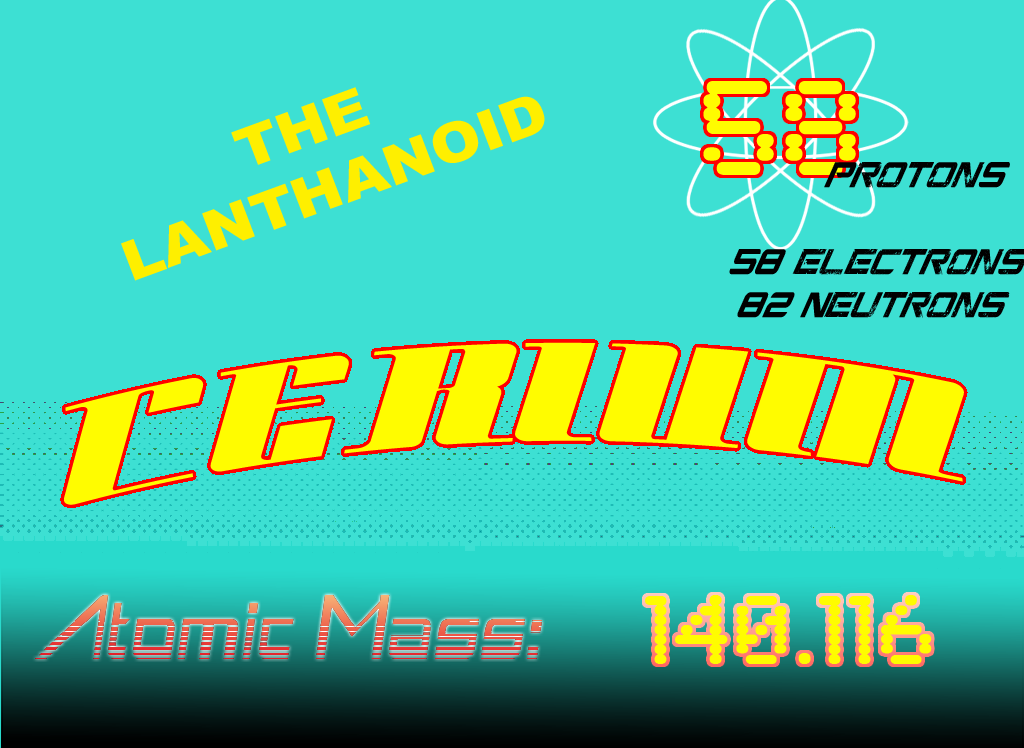 THE
LANTHANOID
58
PROTONS
58 ELECTRONS
82 NEUTRONS
CERIUM
Atomic Mass: 140.116